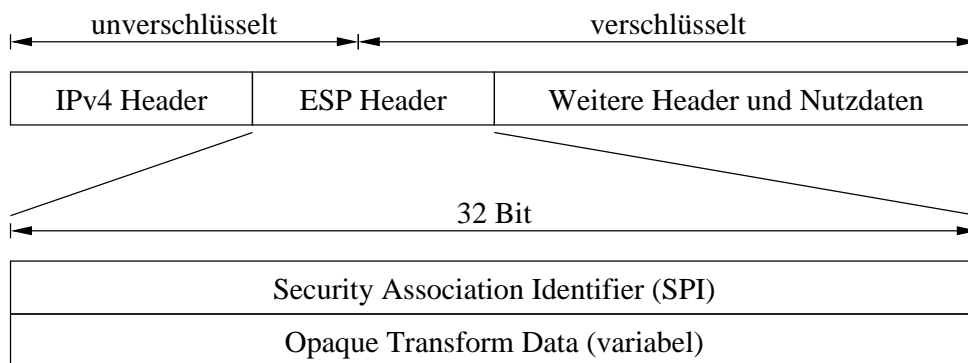 unverschlüsselt verschlüsselt
IPv4 Header ESP Header Weitere Header und Nutzdaten
32 Bit
Security Association Identifier (SPI)
Opaque Transform Data (variabel)